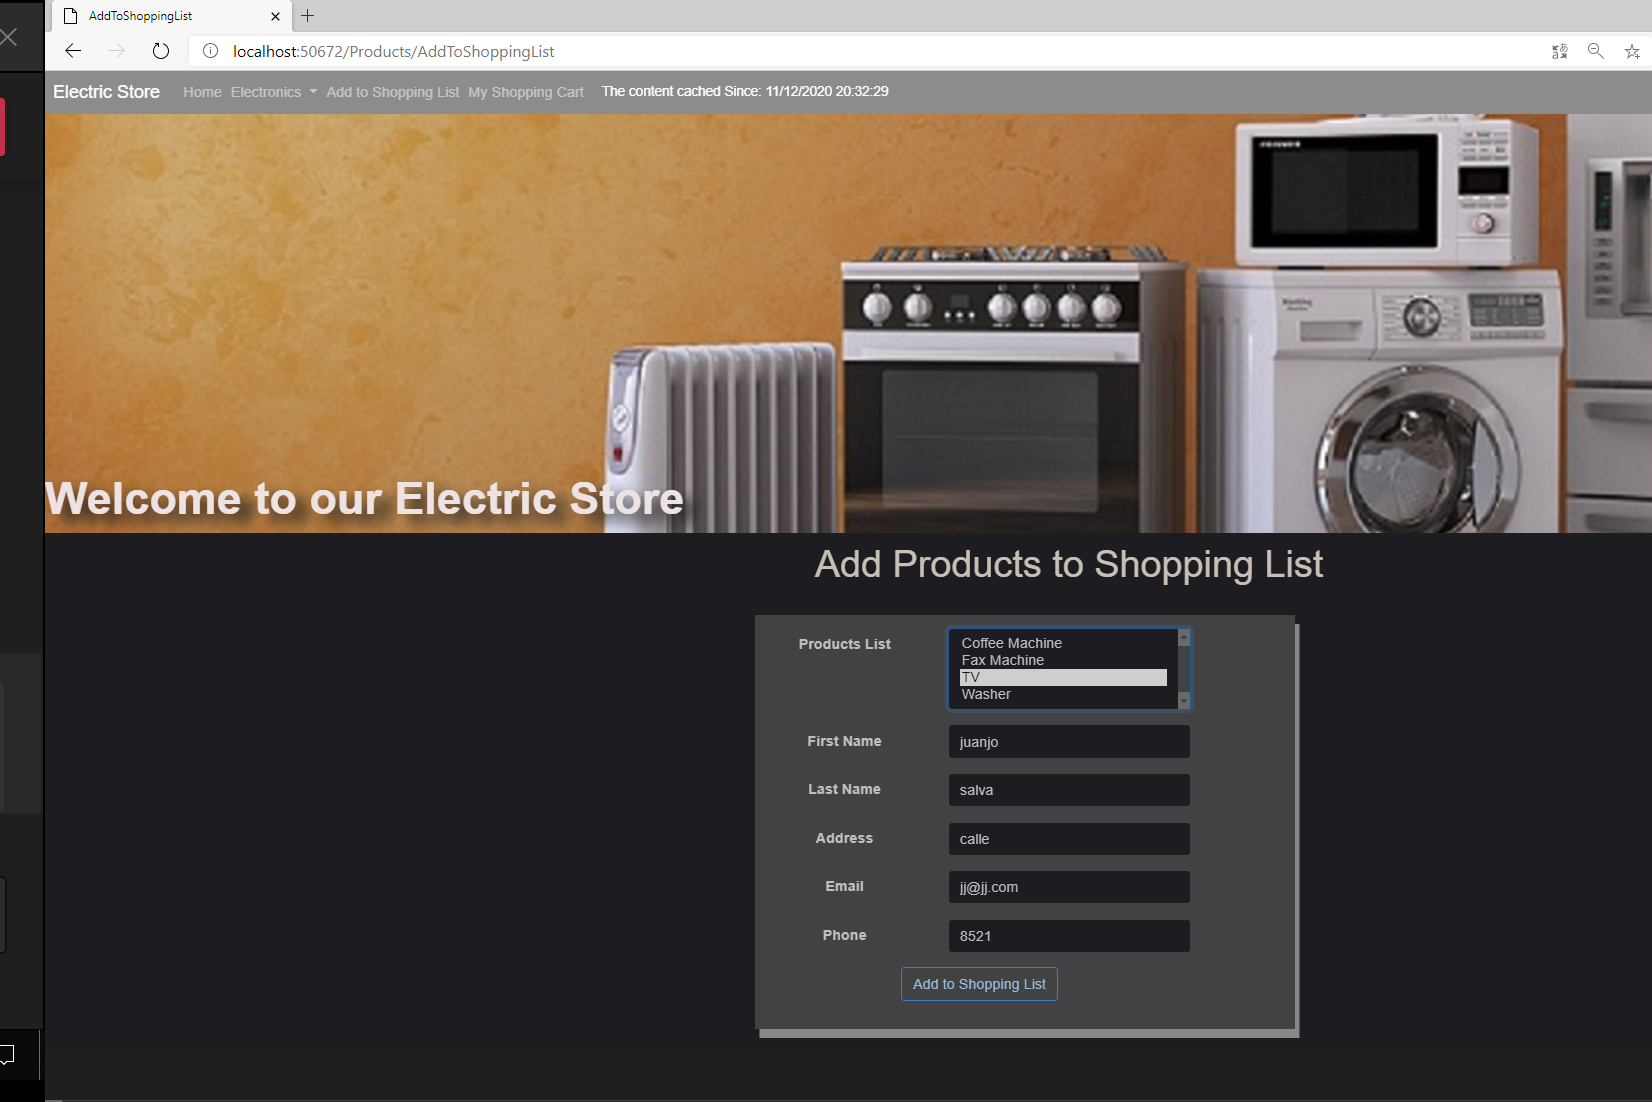 AddToShoppingList
localhost:50672/Products/AddToShoppingList
Electric Store Home Electronics Add to Shopping List My Shopping Cart The content cached Since: 11/12/2020 20:32:29
Welcome to our Electric Store
Add Products to Shopping List
Products List
Coffee Machine
Fax Machine
TV
Washer
First Name juanjo
Last Name salva
Address calle
Email jj@jj.com
Phone 8521
Add to Shopping List